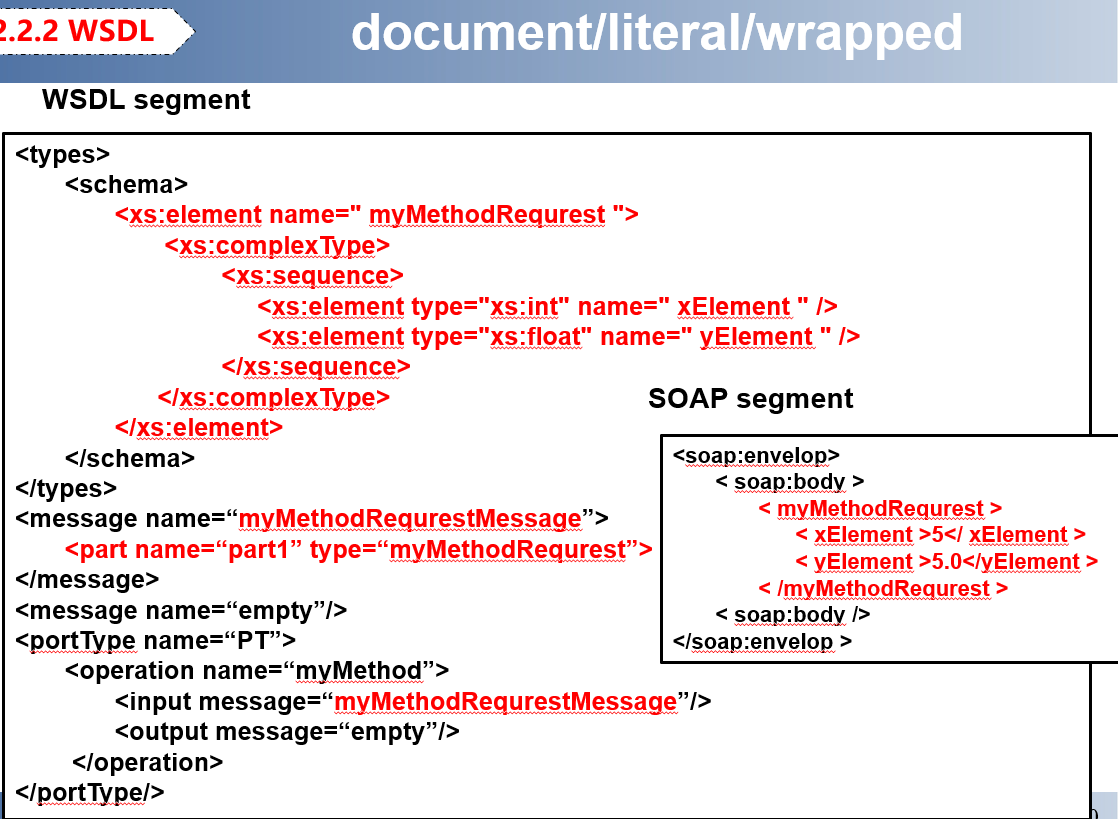 2.2.2 WSDL
document/literal/wrapped
WSDL segment
<types>
<schema>
<xs:element name=" myMethodRequrest ">
<xs:complexType>
<xs:sequence>
<xs:element type="xs:int" name=" xElement " />
<xs:element type="xs:float" name=" yElement " />
</xs:sequence>
</xs:complexType>
</xs:element>
</schema>
</types>
<message name=“myMethodRequrestMessage”>
<part name=“part1” type=“myMethodRequrest”>
</message>
<message name=“empty”/>
<portType name=“PT”>
<operation name=“myMethod”>
<input message=“myMethodRequrestMessage”/>
<output message=“empty”/>
</operation>
</portType/>
SOAP segment
<soap:envelop>
< soap:body >
< myMethodRequrest >
< xElement >5</ xElement >
< yElement >5.0</yElement >
< /myMethodRequrest >
< soap:body />
</soap:envelop >